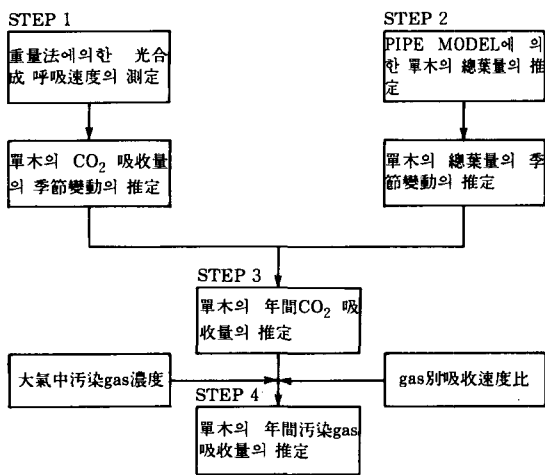 STEP 1
重量法에의한 光合
成 呼吸速度의 測定
單木의 CO₂ 吸收量
의 季節變動의 推定
STEP 2
PIPE MODEL에 의
한 單木의 總葉量의 推
定
單木의 總葉量의 季
節變動의 推定
STEP 3
單木의 年間CO₂ 吸
收量의 推定
大氣中汚染gas濃度
gas別吸收速度比
STEP 4
單木의 年間汚染gas
吸收量의 推定